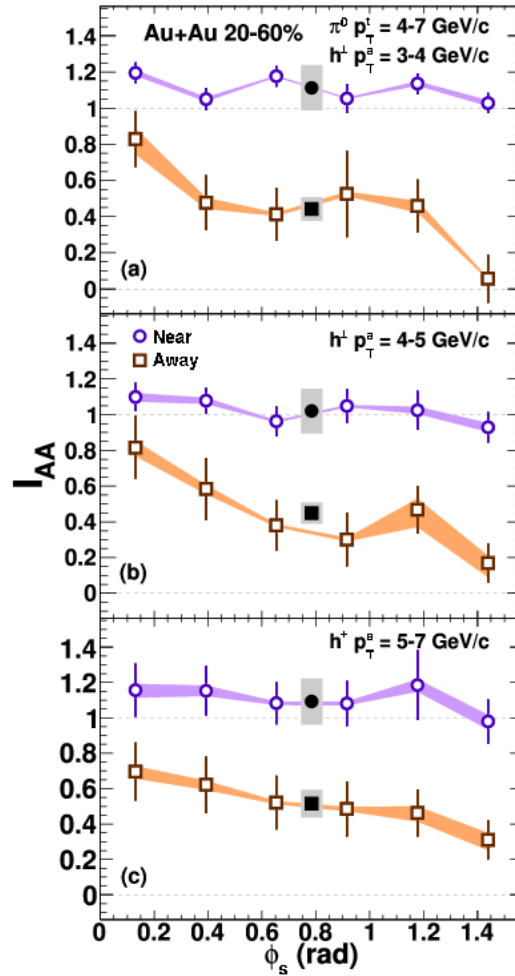 Au+Au 20-60%
π⁰ p_T^t = 4-7 GeV/c
h^⊥ p_T^a = 3-4 GeV/c
1.4
1.2
1
0.8
0.6
0.4
0.2
0
(a)
Near
Away
h^⊥ p_T^a = 4-5 GeV/c
1.4
1.2
1
0.8
0.6
0.4
0.2
0
I_AA
(b)
h^+ p_T^a = 5-7 GeV/c
1.4
1.2
1
0.8
0.6
0.4
0.2
0
(c)
0 0.2 0.4 0.6 0.8 1 1.2 1.4
ϕ_s (rad)